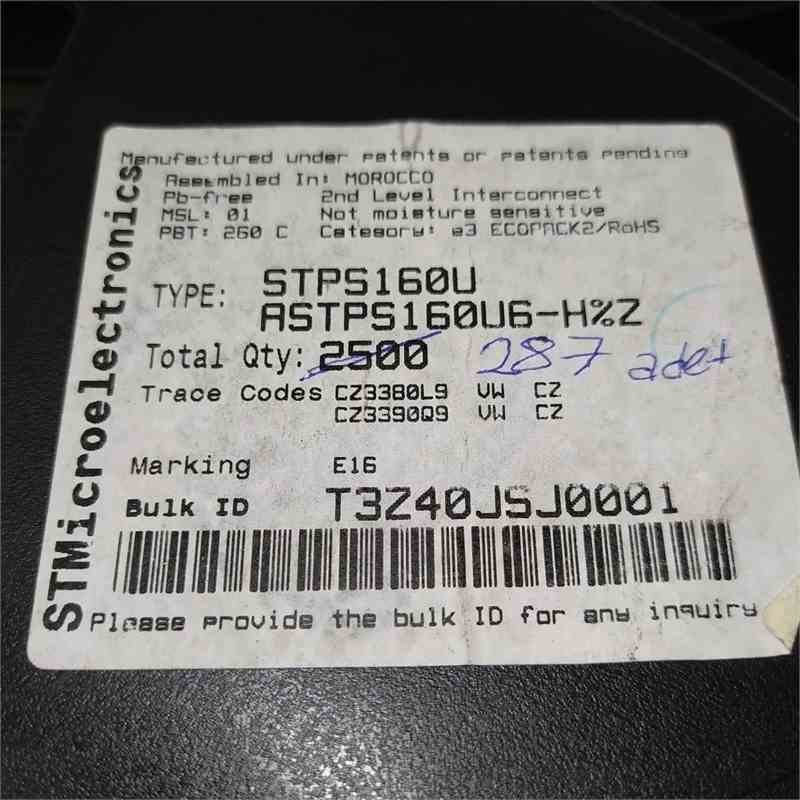 STMicroelectronics
Manufactured under patents or patents pending
Assembled In: MOROCCO
Pb-free 2nd Level Interconnect
MSL: 01 Not moisture sensitive
PBT: 260 C Category: e3 ECOPACK2/RoHS
TYPE: STPS160U
ASTPS160U6-H%Z
Total Qty: 2500 287 adet
Trace Codes CZ3380L9 VW CZ
CZ3390Q9 VW CZ
Marking E16
Bulk ID T3Z40JSJ0001
Please provide the bulk ID for any inquiry